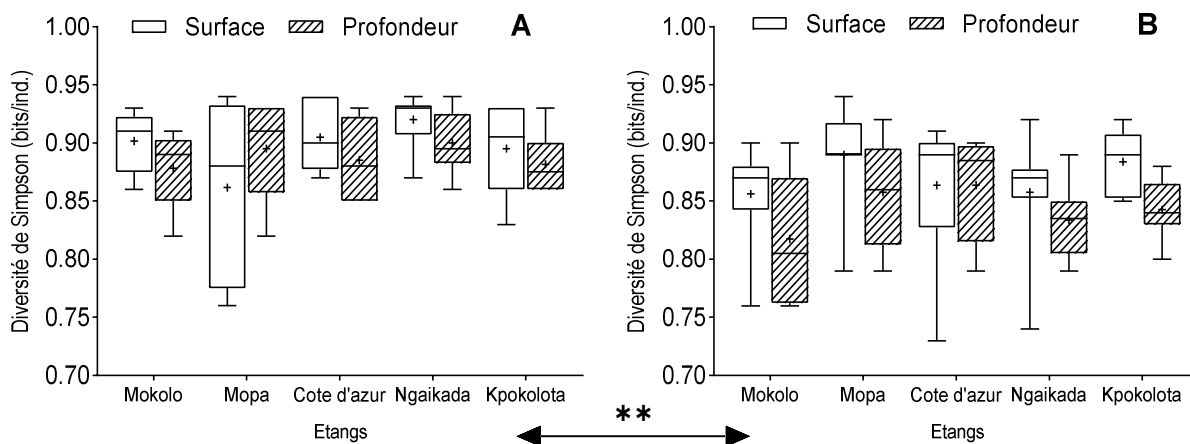 Surface Profondeur A
Diversité de Simpson (bits/ind.)
1.00
0.95
0.90
0.85
0.80
0.75
0.70
Mokolo Mopa Cote d'azur Ngaikada Kpokolota
Etangs
Surface Profondeur B
Diversité de Simpson (bits/ind.)
1.00
0.95
0.90
0.85
0.80
0.75
0.70
Mokolo Mopa Côte d'azur Ngaikada Kpokolota
Etangs
**